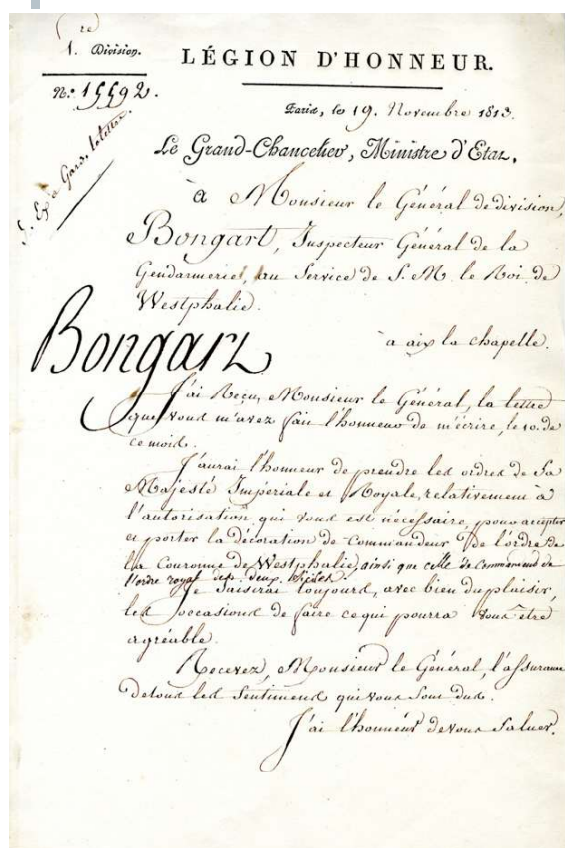 1.re Division.
LÉGION D'HONNEUR.
N.o 15592.
Paris, le 19. Novembre 1813.
Le Grand-Chancelier, Ministre d'Etat,
à Monsieur le Général de division,
Bongart, Inspecteur Général de la
Gendarmerie, au Service de S. M. le Roi de
Westphalie.
à aix la chapelle.
Bongarz
J'ai Reçu, Monsieur le Général, la lettre
que vous m'avez fait l'honneur de m'écrire, le 10. de
ce mois.
J'aurai l'honneur de prendre les ordres de Sa
Majesté Impériale et Royale, relativement à
l'autorisation qui vous est nécessaire, pour accepter
et porter la décoration de Commandeur de l'ordre de
la Couronne de Westphalie, ainsi que celle de Commandeur de
l'ordre royal des deux Siciles.
Je Saisirai toujours, avec bien du plaisir,
les occasions de faire ce qui pourra vous être
agréable.
Recevez, Monsieur le Général, l'assurance
de tous les Sentimens qui vous Sont dus.
J'ai l'honneur de vous Saluer.